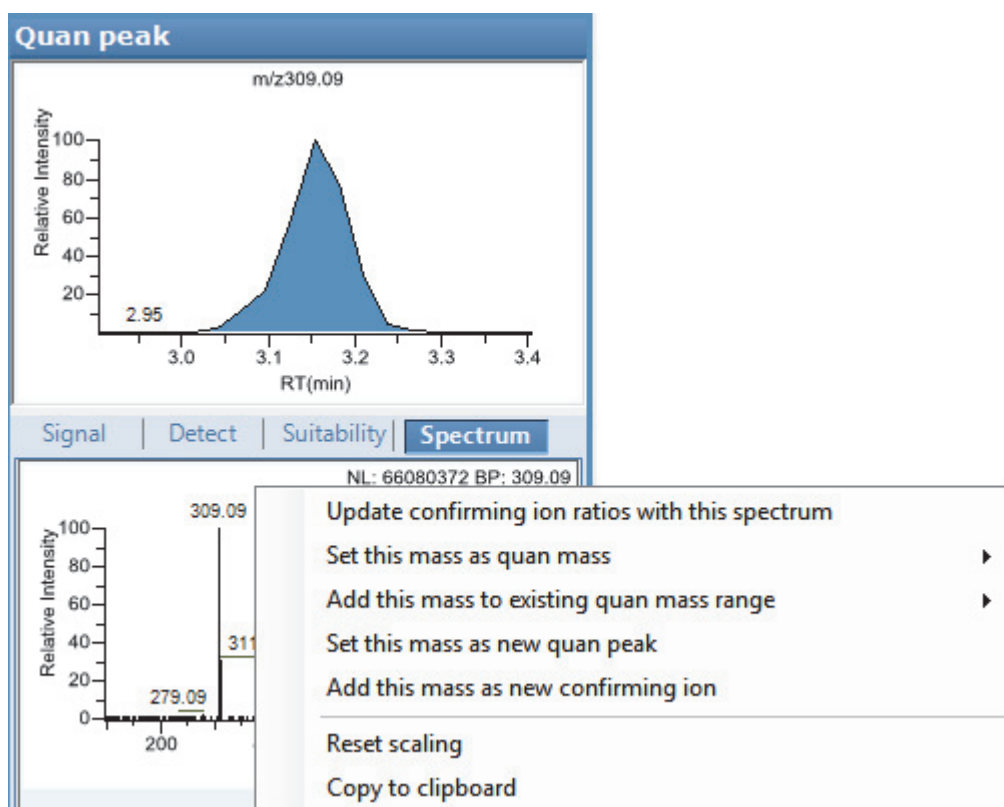 Quan peak
m/z309.09
Relative Intensity
100
80
60
40
20
2.95
3.0 3.1 3.2 3.3 3.4
RT(min)
Signal Detect Suitability Spectrum
NL: 66080372 BP: 309.09
309.09
Relative Intensity
100
80
60
40
20
0
311
279.09
200
Update confirming ion ratios with this spectrum
Set this mass as quan mass
Add this mass to existing quan mass range
Set this mass as new quan peak
Add this mass as new confirming ion
Reset scaling
Copy to clipboard